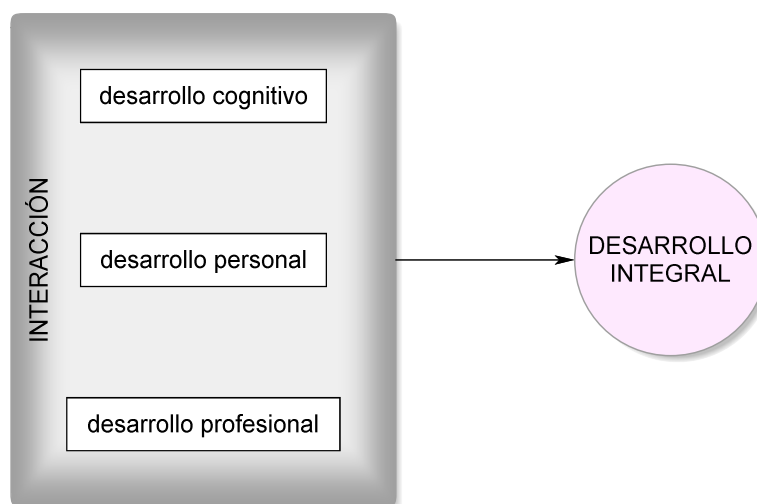 INTERACCIÓN
desarrollo cognitivo
desarrollo personal
desarrollo profesional
DESARROLLO
INTEGRAL